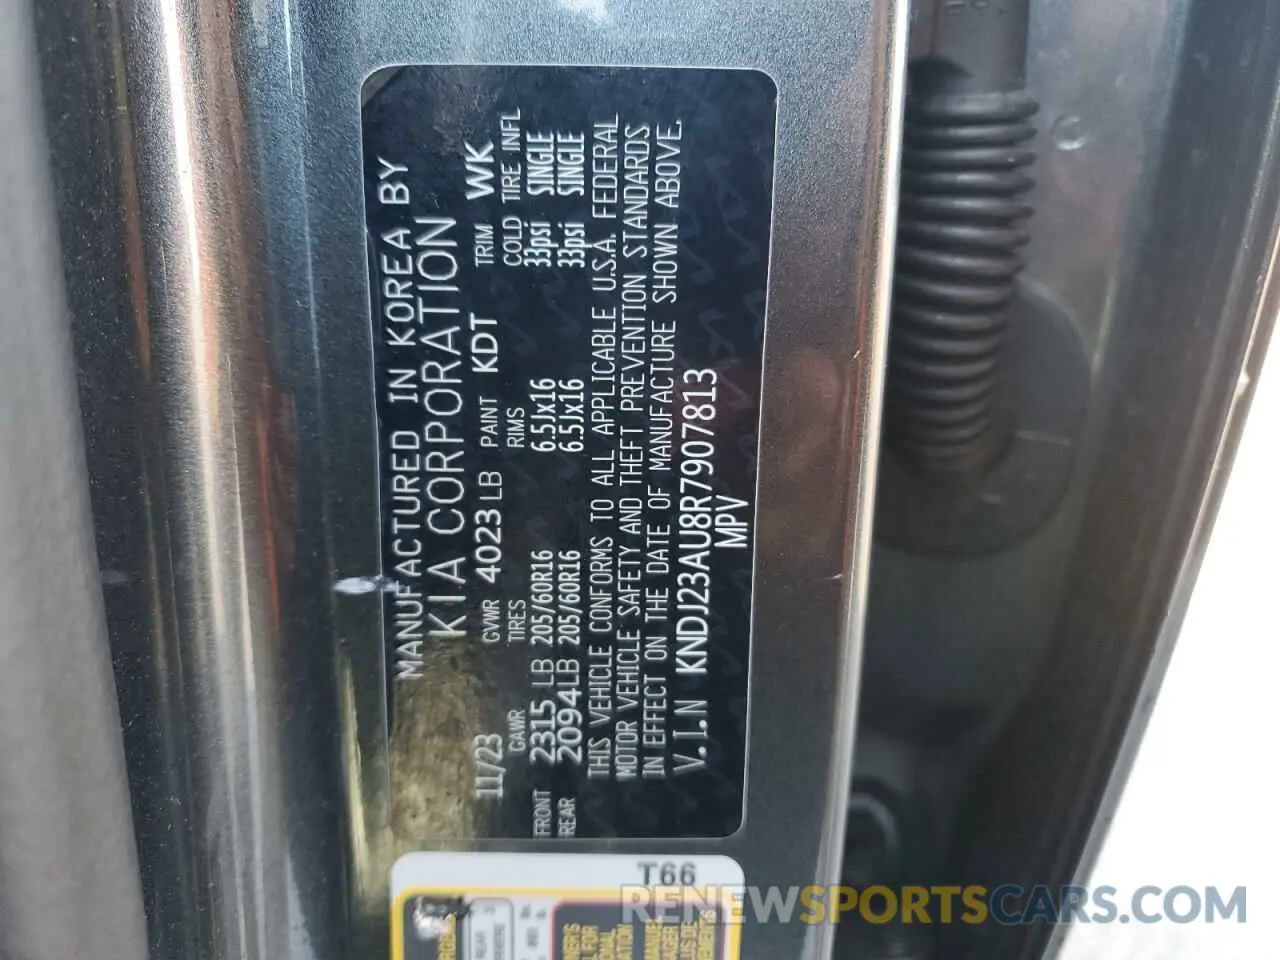 MANUFACTURED IN KOREA BY
KIA CORPORATION
11/23 GVWR 4023 LB PAINT KDT TRIM WK
GAWR TIRES RIMS COLD TIRE INFL
FRONT 2315 LB 205/60R16 6.5Jx16 33psi SINGLE
REAR 2094 LB 205/60R16 6.5Jx16 33psi SINGLE
THIS VEHICLE CONFORMS TO ALL APPLICABLE U.S.A. FEDERAL
MOTOR VEHICLE SAFETY AND THEFT PREVENTION STANDARDS
IN EFFECT ON THE DATE OF MANUFACTURE SHOWN ABOVE.
V.I.N KNDJ23AU8R7907813
MPV
T66
RENEWSPORTSCARS.COM